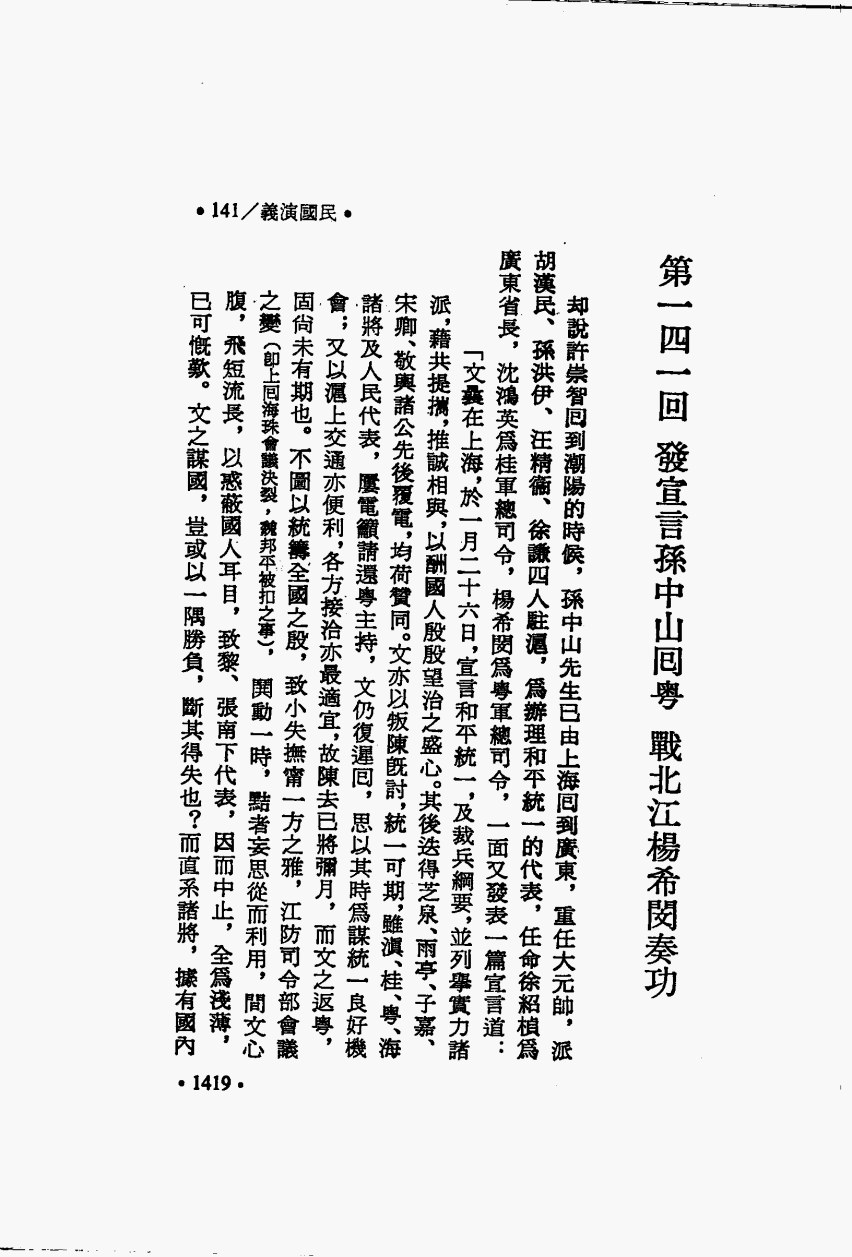 •141／義演國民•
第一四一回 發宣言孫中山囘粵 戰北江楊希閔奏功
却說許崇智囘到潮陽的時候，孫中山先生已由上海囘到廣東，重任大元帥，派
胡漢民、孫洪伊、汪精衞、徐謙四人駐滬，爲辦理和平統一的代表，任命徐紹楨爲
廣東省長，沈鴻英爲桂軍總司令，楊希閔爲粵軍總司令，一面又發表一篇宣言道：
「文曩在上海，於一月二十六日，宣言和平統一，及裁兵綱要，並列舉實力諸
派，藉共提攜，推誠相與，以酬國人殷殷望治之盛心。其後迭得芝泉、雨亭、子嘉、
宋卿、敬輿諸公先後覆電，均荷贊同。文亦以叛陳旣討，統一可期，雖滇、桂、粵、海
諸將及人民代表，屢電籲請還粵主持，文仍復遲囘，思以其時爲謀統一良好機
會；又以滬上交通亦便利，各方接洽亦最適宜，故陳去已將彌月，而文之返粵，
固尙未有期也。不圖以統籌全國之殷，致小失撫甯一方之雅，江防司令部會議
之變（卽上囘海珠會議決裂，魏邦平被扣之事），鬨動一時，黠者妄思從而利用，間文心
腹，飛短流長，以惑蔽國人耳目，致黎、張南下代表，因而中止，全爲淺薄，
已可慨歎。文之謀國，豈或以一隅勝負，斷其得失也？而直系諸將，據有國內
•1419•